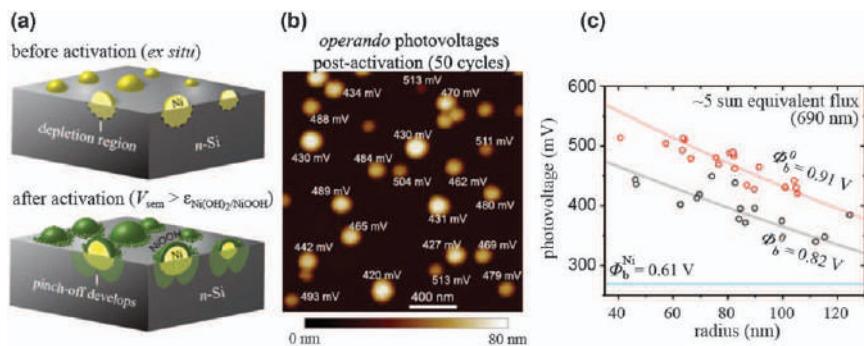 (a)
before activation (ex situ)
Ni
depletion region
n-Si
after activation (Vsem > εNi(OH)2/NiOOH)
NiOOH
Ni
pinch-off develops
n-Si
(b)
operando photovoltages
post-activation (50 cycles)
513 mV
434 mV
470 mV
488 mV
430 mV
430 mV
511 mV
484 mV
504 mV
462 mV
489 mV
431 mV
480 mV
465 mV
442 mV
427 mV
469 mV
420 mV
513 mV
479 mV
493 mV
400 nm
0 nm
80 nm
(c)
~5 sun equivalent flux
(690 nm)
Φb0 = 0.91 V
Φb = 0.82 V
ΦbNi = 0.61 V
photovoltage (mV)
600
500
400
300
40
60
80
100
120
radius (nm)